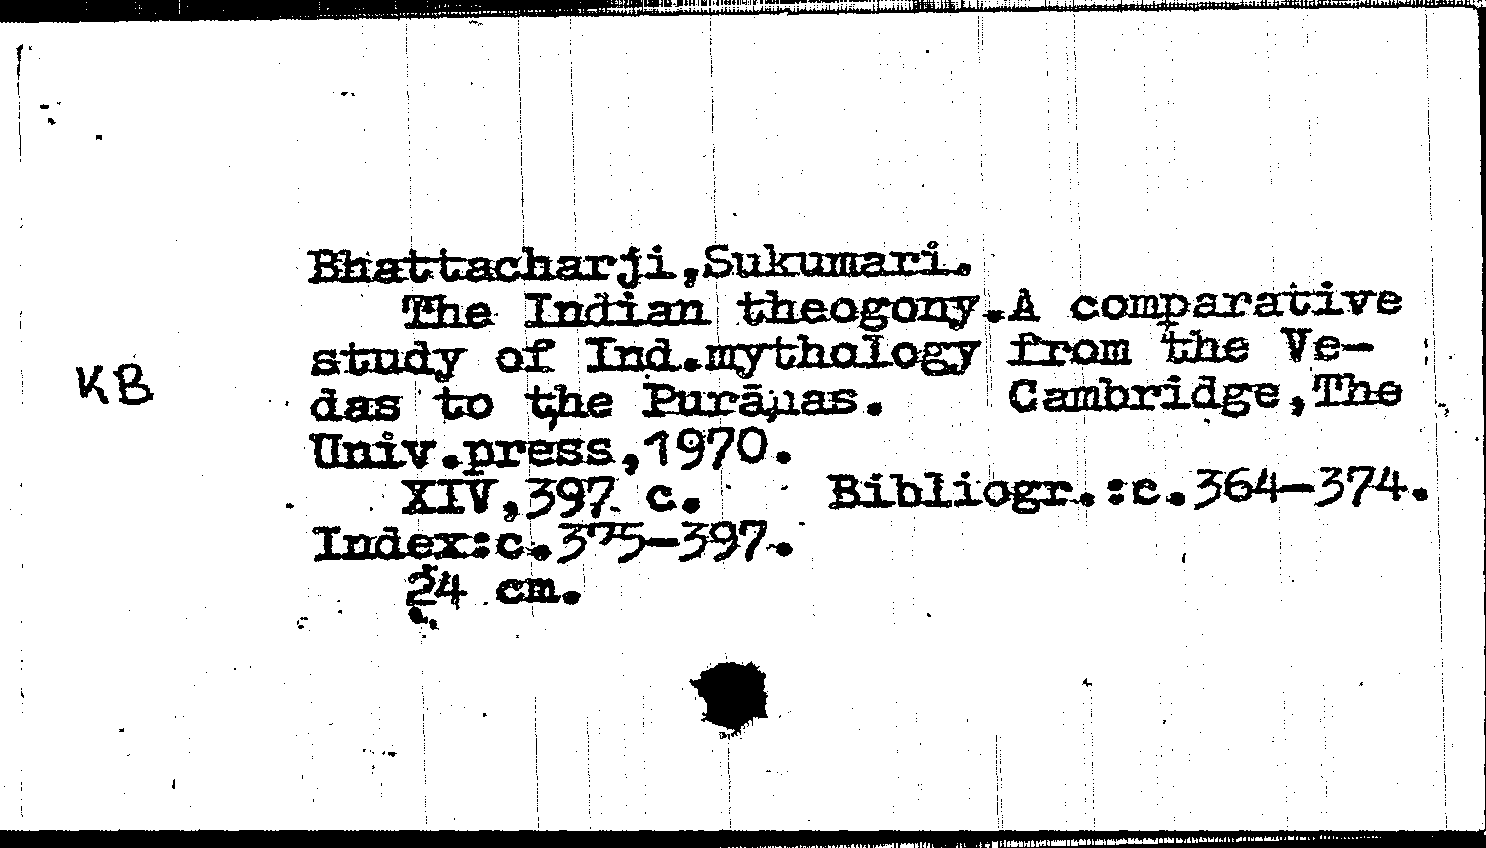 Bhattacharji,Sukumari.
The Indian theogony.A comparative
study of Ind.mythology from the Ve-
KB
das to the Purāṇas. Cambridge,The
Univ.press,1970.
XIV,397 c. Bibliogr.:c.364-374.
Index:c.375-397.
24 cm.